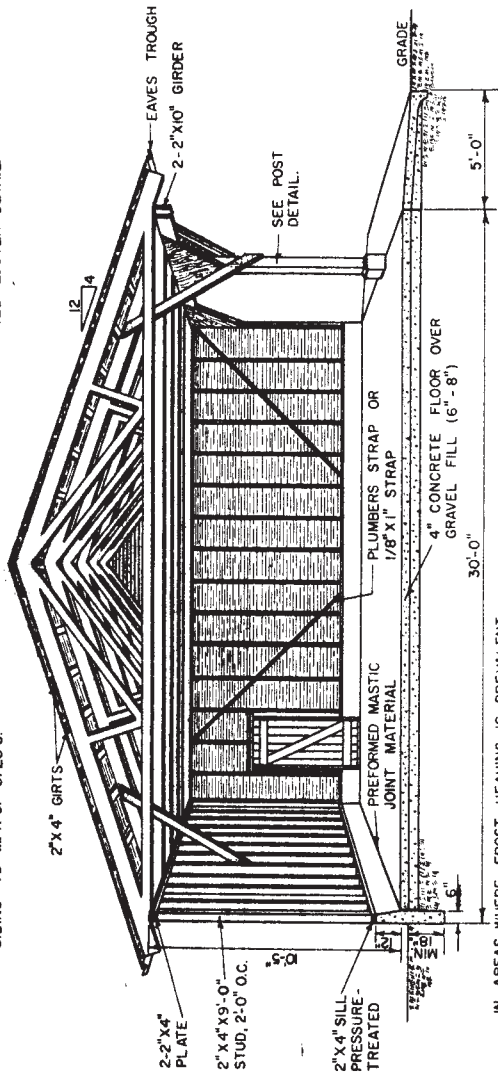 2"X4" GIRTS
12
4
EAVES TROUGH
2-2"X10" GIRDER
SEE POST
DETAIL.
2-2"X4"
PLATE
2"X4"X9'-0"
STUD, 2'-0" O.C.
10'-5"
2"X4" SILL
PRESSURE-
TREATED
PREFORMED MASTIC
JOINT MATERIAL
PLUMBERS STRAP OR
1/8"X1" STRAP
4" CONCRETE FLOOR OVER
GRAVEL FILL (6"-8")
GRADE
12"
18"
MIN.
6"
30'-0"
5'-0"
IN AREAS WHERE FROST HEAVING IS PREVALENT